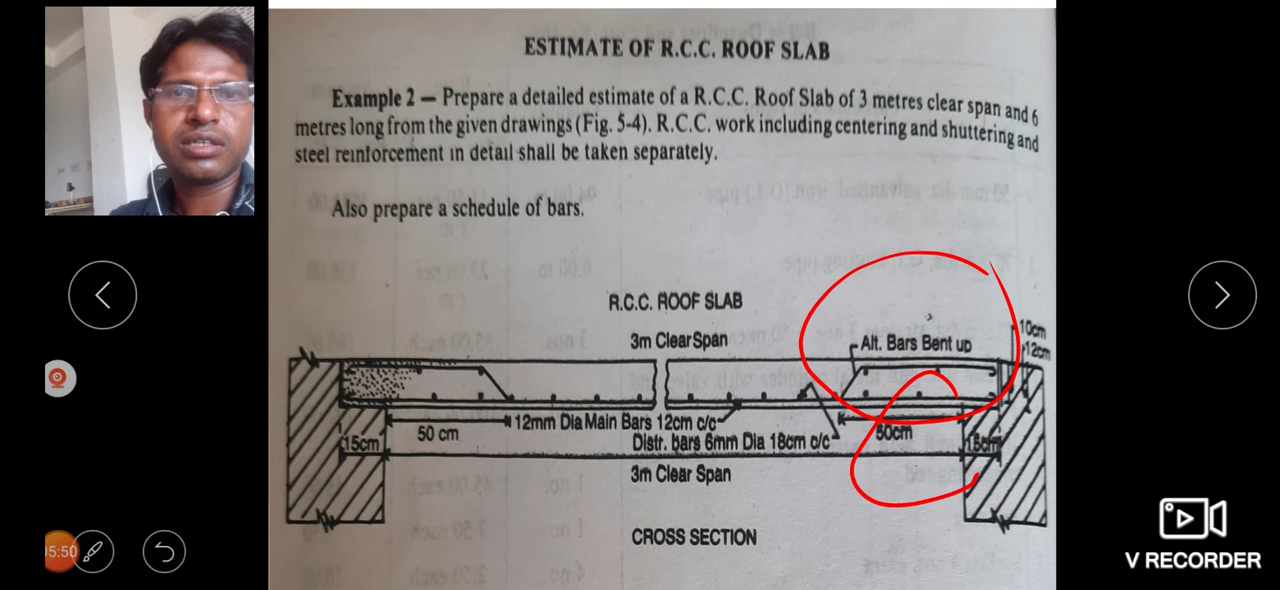 ESTIMATE OF R.C.C. ROOF SLAB
Example 2 — Prepare a detailed estimate of a R.C.C. Roof Slab of 3 metres clear span and 6
metres long from the given drawings (Fig. 5-4). R.C.C. work including centering and shuttering and
steel reinforcement in detail shall be taken separately.
Also prepare a schedule of bars.
R.C.C. ROOF SLAB
3m Clear Span
Alt. Bars Bent up
10cm
12cm
12mm Dia Main Bars 12cm c/c
15cm
50 cm
Distr. bars 6mm Dia 18cm c/c
50cm
15cm
3m Clear Span
CROSS SECTION
05:50
V RECORDER